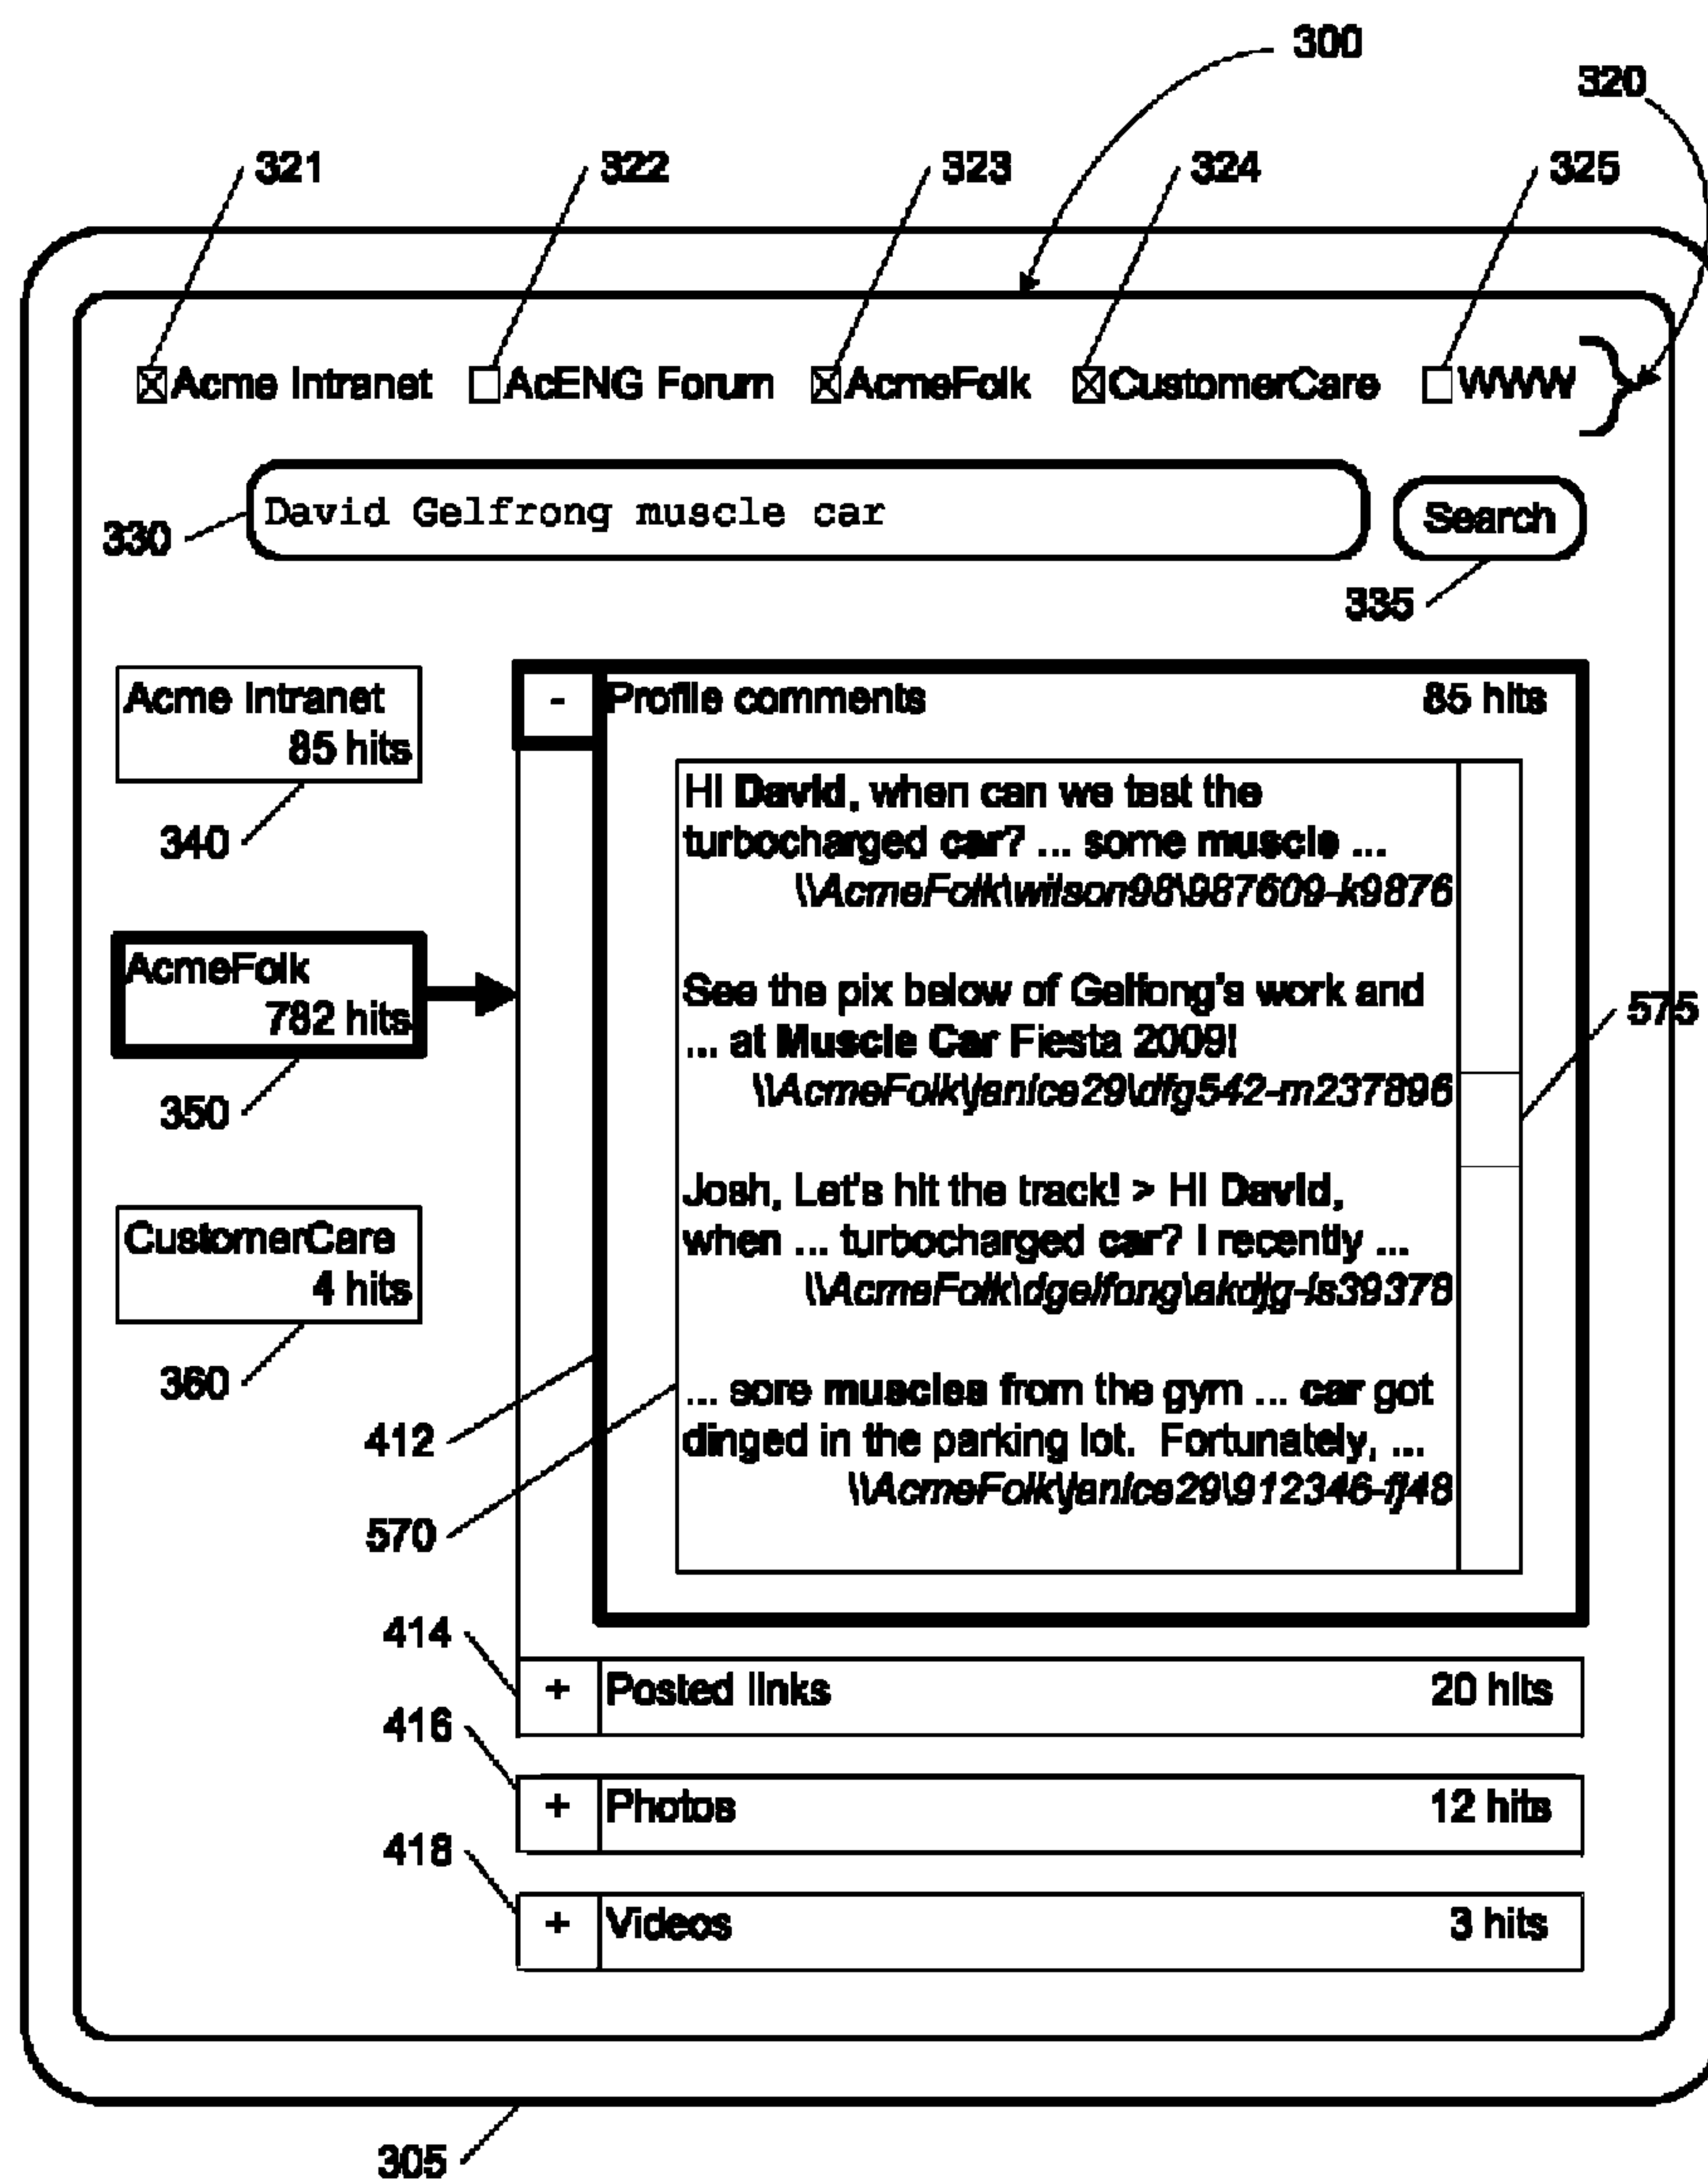 300
320
321 322 323 324 325
Acme Intranet AcENG Forum AcmeFolk CustomerCare WWW
David Gelfrong muscle car
Search
330
335
Acme Intranet
85 hits
340
AcmeFolk
782 hits
350
CustomerCare
4 hits
360
- Profile comments 85 hits
Hi David, when can we test the
turbocharged car? ... some muscle ...
\\AcmeFolk\wilson98\987609-k9876
See the pix below of Gelfong's work and
... at Muscle Car Fiesta 2009!
\\AcmeFolk\janice29\dfg542-m237896
575
Josh, Let's hit the track! > Hi David,
when ... turbocharged car? I recently ...
\\AcmeFolk\dgelfong\akdjg-ls39378
... sore muscles from the gym ... car got
dinged in the parking lot. Fortunately, ...
\\AcmeFolk\janice29\912346-fj48
412
570
414
+ Posted links 20 hits
416
+ Photos 12 hits
418
+ Videos 3 hits
305